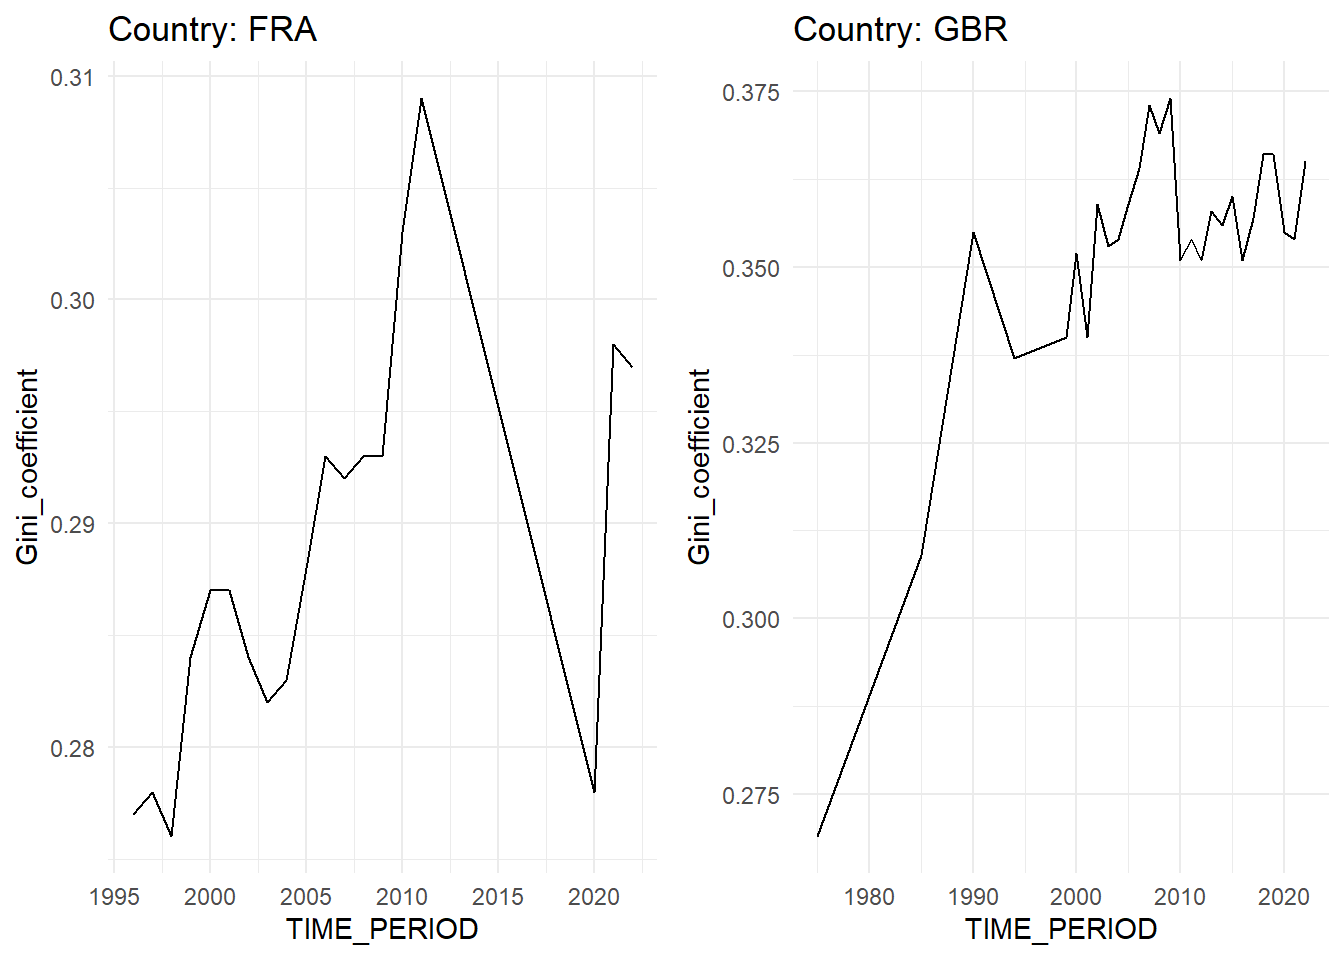 Country: FRA
0.31
0.30
0.29
0.28
Gini_coefficient
1995 2000 2005 2010 2015 2020
TIME_PERIOD
Country: GBR
0.375
0.350
0.325
0.300
0.275
Gini_coefficient
1980 1990 2000 2010 2020
TIME_PERIOD